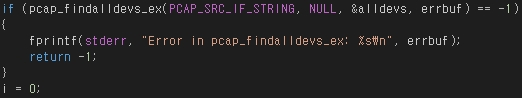 if (pcap_findalldevs_ex(PCAP_SRC_IF_STRING, NULL, &alldevs, errbuf) == -1)
{
    fprintf(stderr, "Error in pcap_findalldevs_ex: %s₩n", errbuf);
    return -1;
}
i = 0;